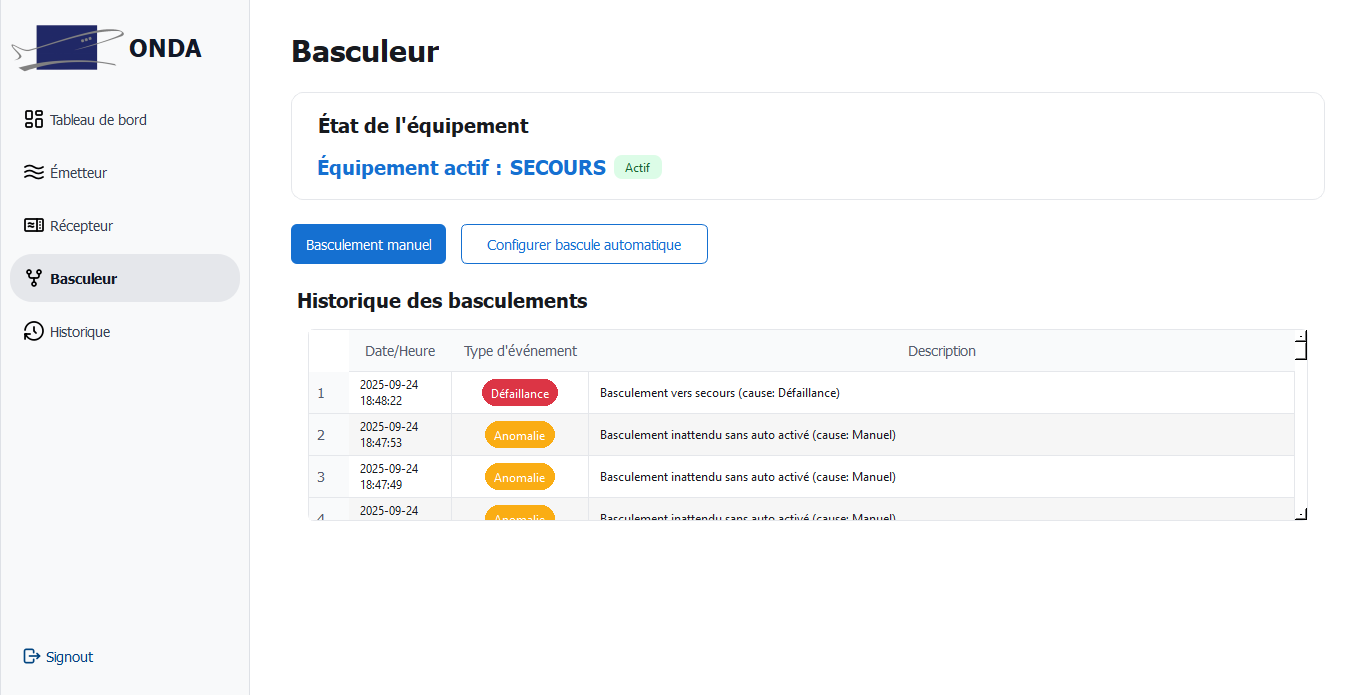 ONDA
Tableau de bord
Émetteur
Récepteur
Basculeur
Historique
Signout
Basculeur
État de l'équipement
Équipement actif : SECOURS Actif
Basculement manuel Configurer bascule automatique
Historique des basculements
Date/Heure Type d'événement Description
1 2025-09-24
18:48:22 Défaillance Basculement vers secours (cause: Défaillance)
2 2025-09-24
18:47:53 Anomalie Basculement inattendu sans auto activé (cause: Manuel)
3 2025-09-24
18:47:49 Anomalie Basculement inattendu sans auto activé (cause: Manuel)
4 2025-09-24 Anomalie Basculement inattendu sans auto activé (cause: Manuel)